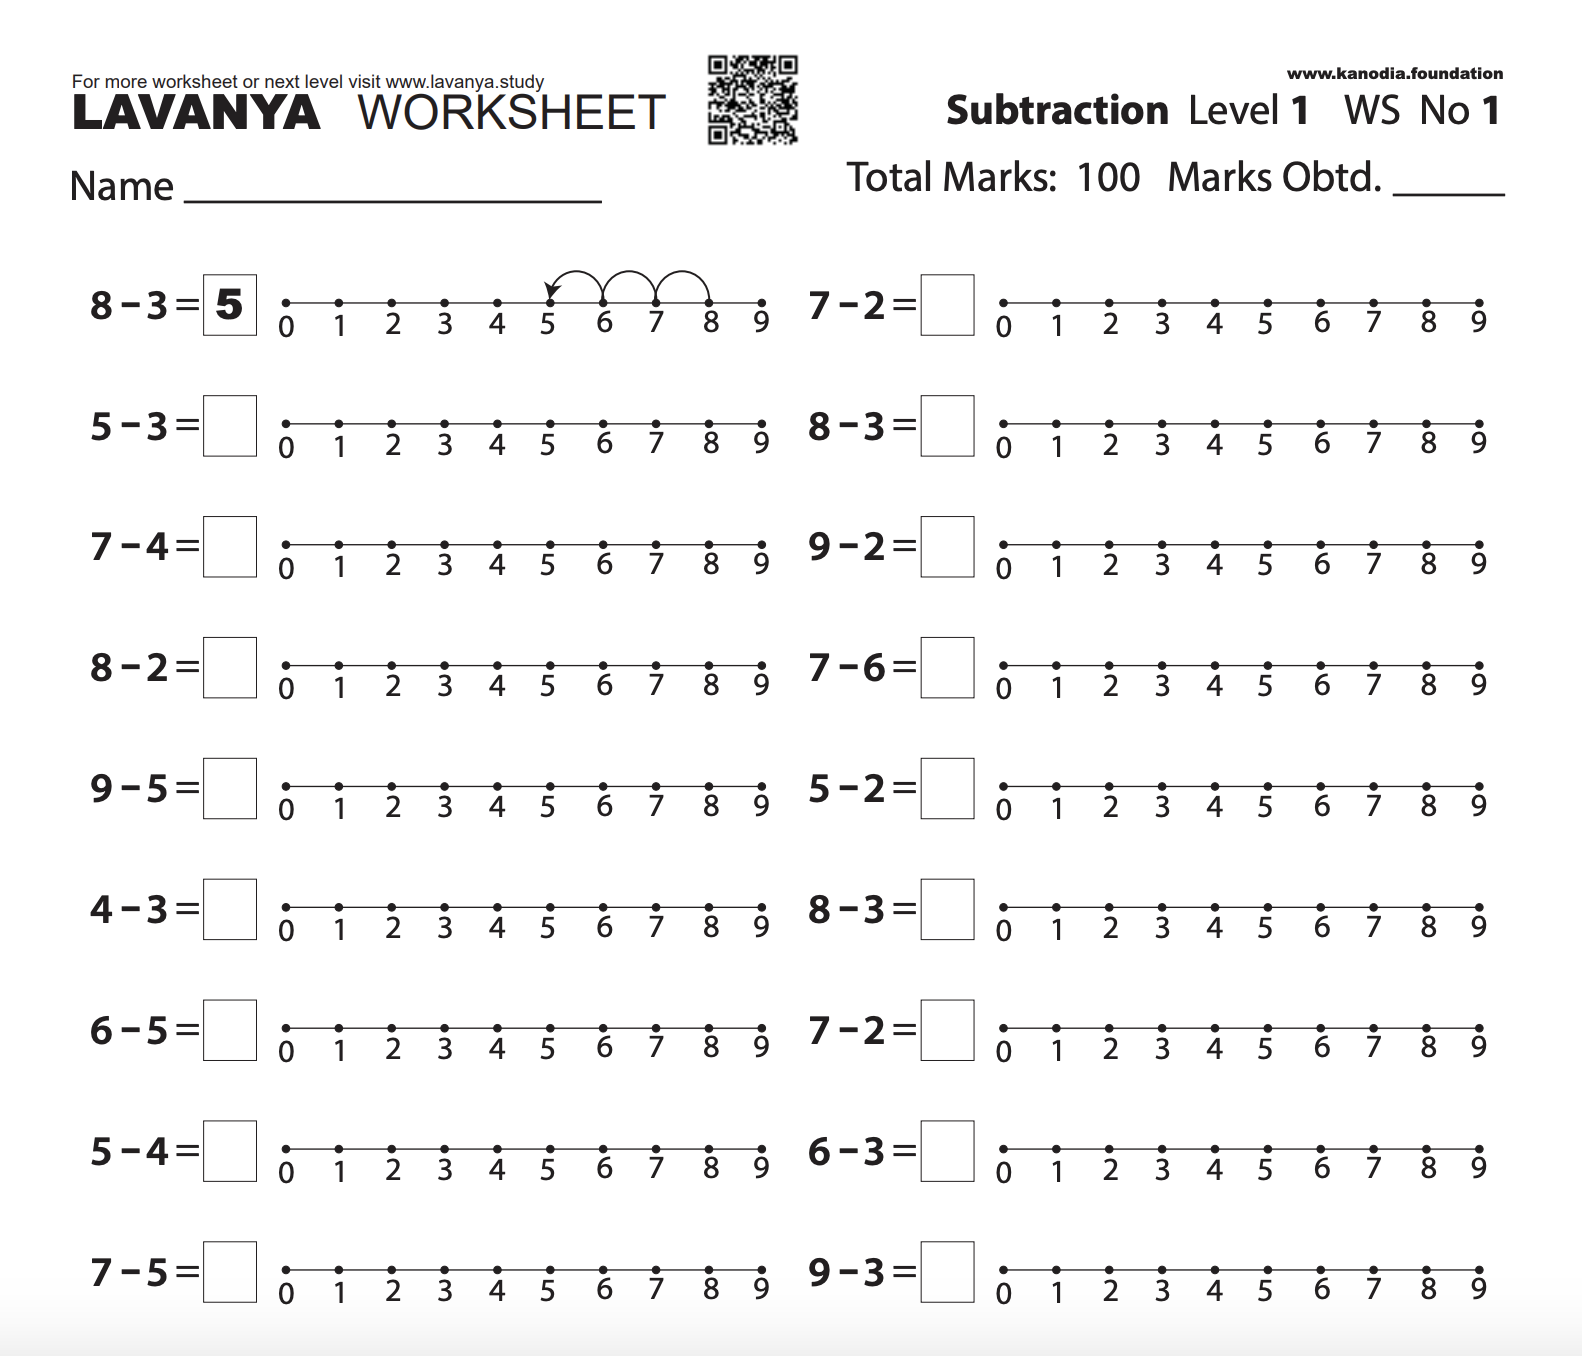 For more worksheet or next level visit www.lavanya.study
LAVANYA WORKSHEET
www.kanodia.foundation
Subtraction Level 1 WS No 1
Name ____________________
Total Marks: 100 Marks Obtd. ______
8-3= 5 0 1 2 3 4 5 6 7 8 9
7-2= 0 1 2 3 4 5 6 7 8 9
5-3= 0 1 2 3 4 5 6 7 8 9
8-3= 0 1 2 3 4 5 6 7 8 9
7-4= 0 1 2 3 4 5 6 7 8 9
9-2= 0 1 2 3 4 5 6 7 8 9
8-2= 0 1 2 3 4 5 6 7 8 9
7-6= 0 1 2 3 4 5 6 7 8 9
9-5= 0 1 2 3 4 5 6 7 8 9
5-2= 0 1 2 3 4 5 6 7 8 9
4-3= 0 1 2 3 4 5 6 7 8 9
8-3= 0 1 2 3 4 5 6 7 8 9
6-5= 0 1 2 3 4 5 6 7 8 9
7-2= 0 1 2 3 4 5 6 7 8 9
5-4= 0 1 2 3 4 5 6 7 8 9
6-3= 0 1 2 3 4 5 6 7 8 9
7-5= 0 1 2 3 4 5 6 7 8 9
9-3= 0 1 2 3 4 5 6 7 8 9